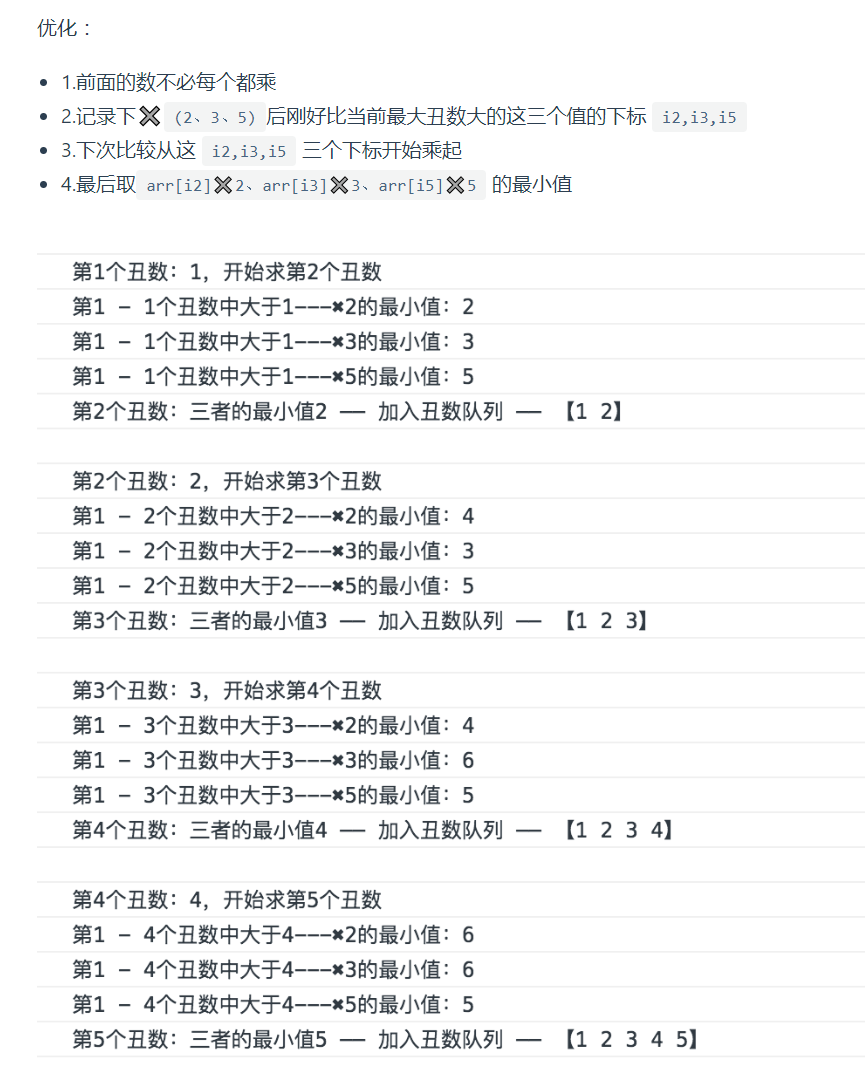 优化：
1.前面的数不必每个都乘
2.记录下✖️(2、3、5)后刚好比当前最大丑数大的这三个值的下标 i2,i3,i5
3.下次比较从这 i2,i3,i5 三个下标开始乘起
4.最后取 arr[i2]✖️2、arr[i3]✖️3、arr[i5]✖️5 的最小值
第1个丑数：1，开始求第2个丑数
第1 – 1个丑数中大于1---✖2的最小值：2
第1 – 1个丑数中大于1---✖3的最小值：3
第1 – 1个丑数中大于1---✖5的最小值：5
第2个丑数：三者的最小值2 —— 加入丑数队列 —— 【1 2】
第2个丑数：2，开始求第3个丑数
第1 – 2个丑数中大于2---✖2的最小值：4
第1 – 2个丑数中大于2---✖3的最小值：3
第1 – 2个丑数中大于2---✖5的最小值：5
第3个丑数：三者的最小值3 —— 加入丑数队列 —— 【1 2 3】
第3个丑数：3，开始求第4个丑数
第1 – 3个丑数中大于3---✖2的最小值：4
第1 – 3个丑数中大于3---✖3的最小值：6
第1 – 3个丑数中大于3---✖5的最小值：5
第4个丑数：三者的最小值4 —— 加入丑数队列 —— 【1 2 3 4】
第4个丑数：4，开始求第5个丑数
第1 – 4个丑数中大于4---✖2的最小值：6
第1 – 4个丑数中大于4---✖3的最小值：6
第1 – 4个丑数中大于4---✖5的最小值：5
第5个丑数：三者的最小值5 —— 加入丑数队列 —— 【1 2 3 4 5】